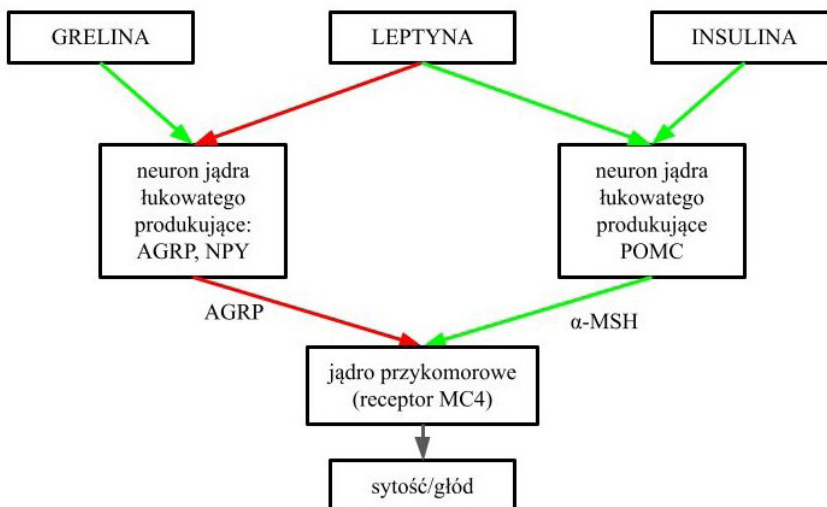 GRELINA
LEPTYNA
INSULINA
neuron jądra
łukowatego
produkujące:
AGRP, NPY
neuron jądra
łukowatego
produkujące
POMC
AGRP
α-MSH
jądro przykomorowe
(receptor MC4)
sytość/głód